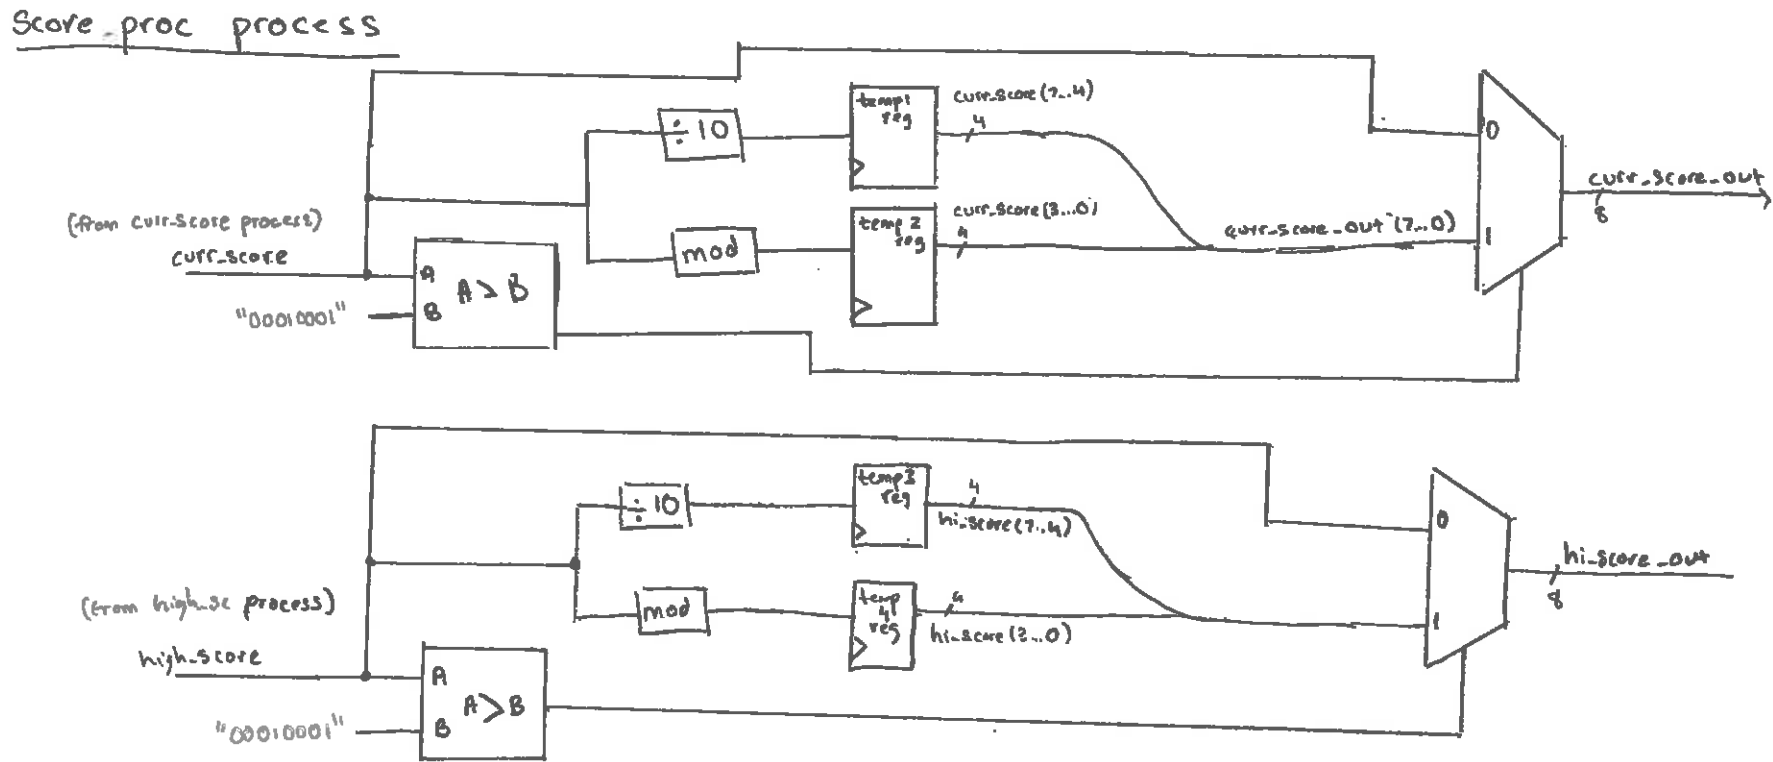 Score_proc process
curr_score(7..4)
temp1
reg
4
÷ 10
0
curr_score_out
8
(from curr_score process)
curr_score
curr_score(3...0)
temp 2
reg
4
mod
curr_score_out (7...0)
1
A
A > B
"00010001"
B
temp3
reg
4
hi_score(7..4)
÷ 10
0
hi_score_out
8
(from high_sc process)
high_score
mod
temp
4
reg
4
hi_score(3...0)
1
A
A > B
"00010001"
B